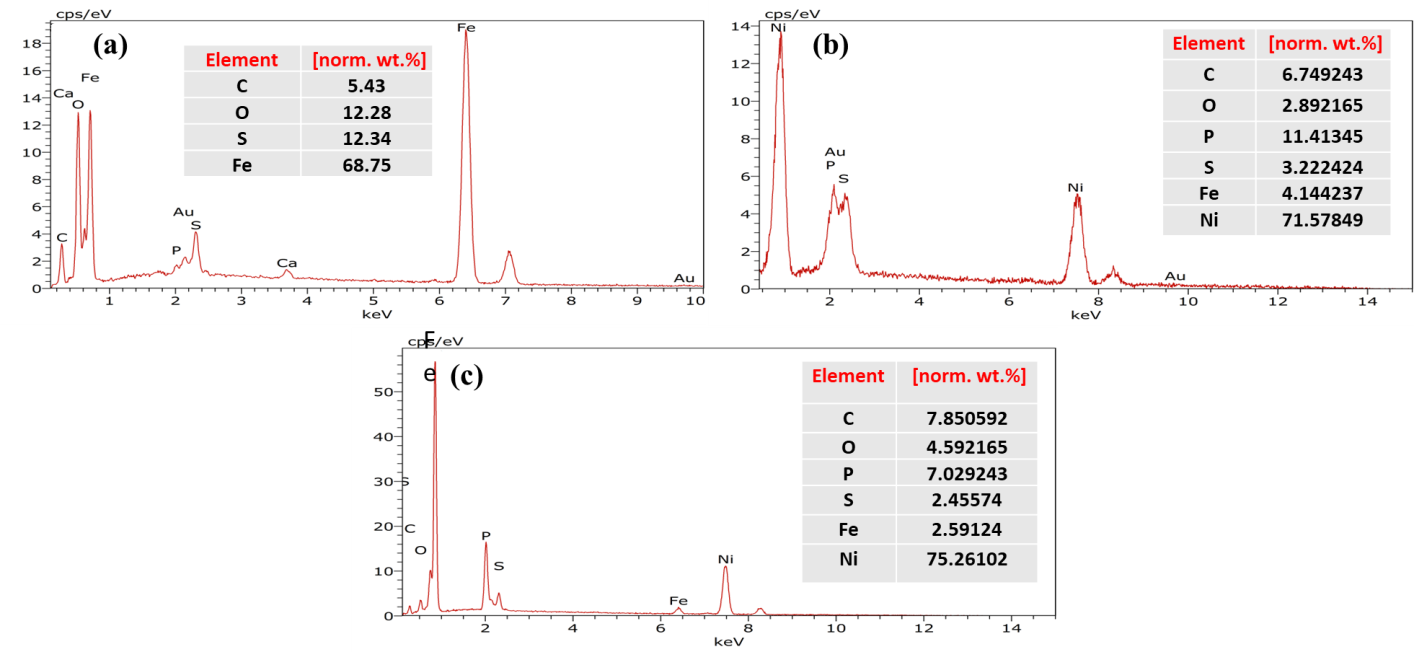 cps/eV
(a)
Element [norm. wt.%]
C 5.43
O 12.28
S 12.34
Fe 68.75
18
16
14
12
10
8
6
4
2
0
Fe
Ca
O
Fe
C
P
Au
S
Ca
Au
1 2 3 4 5 6 7 8 9 10
keV
cps/eV
(b)
Element [norm. wt.%]
C 6.749243
O 2.892165
P 11.41345
S 3.222424
Fe 4.144237
Ni 71.57849
14
12
10
8
6
4
2
0
Ni
Au
P
S
Ni
Au
2 4 6 8 10 12 14
keV
cps/eV
Fe
(c)
Element [norm. wt.%]
C 7.850592
O 4.592165
P 7.029243
S 2.45574
Fe 2.59124
Ni 75.26102
50
40
30
20
10
0
S
C
O
P
S
Fe
Ni
2 4 6 8 10 12 14
keV